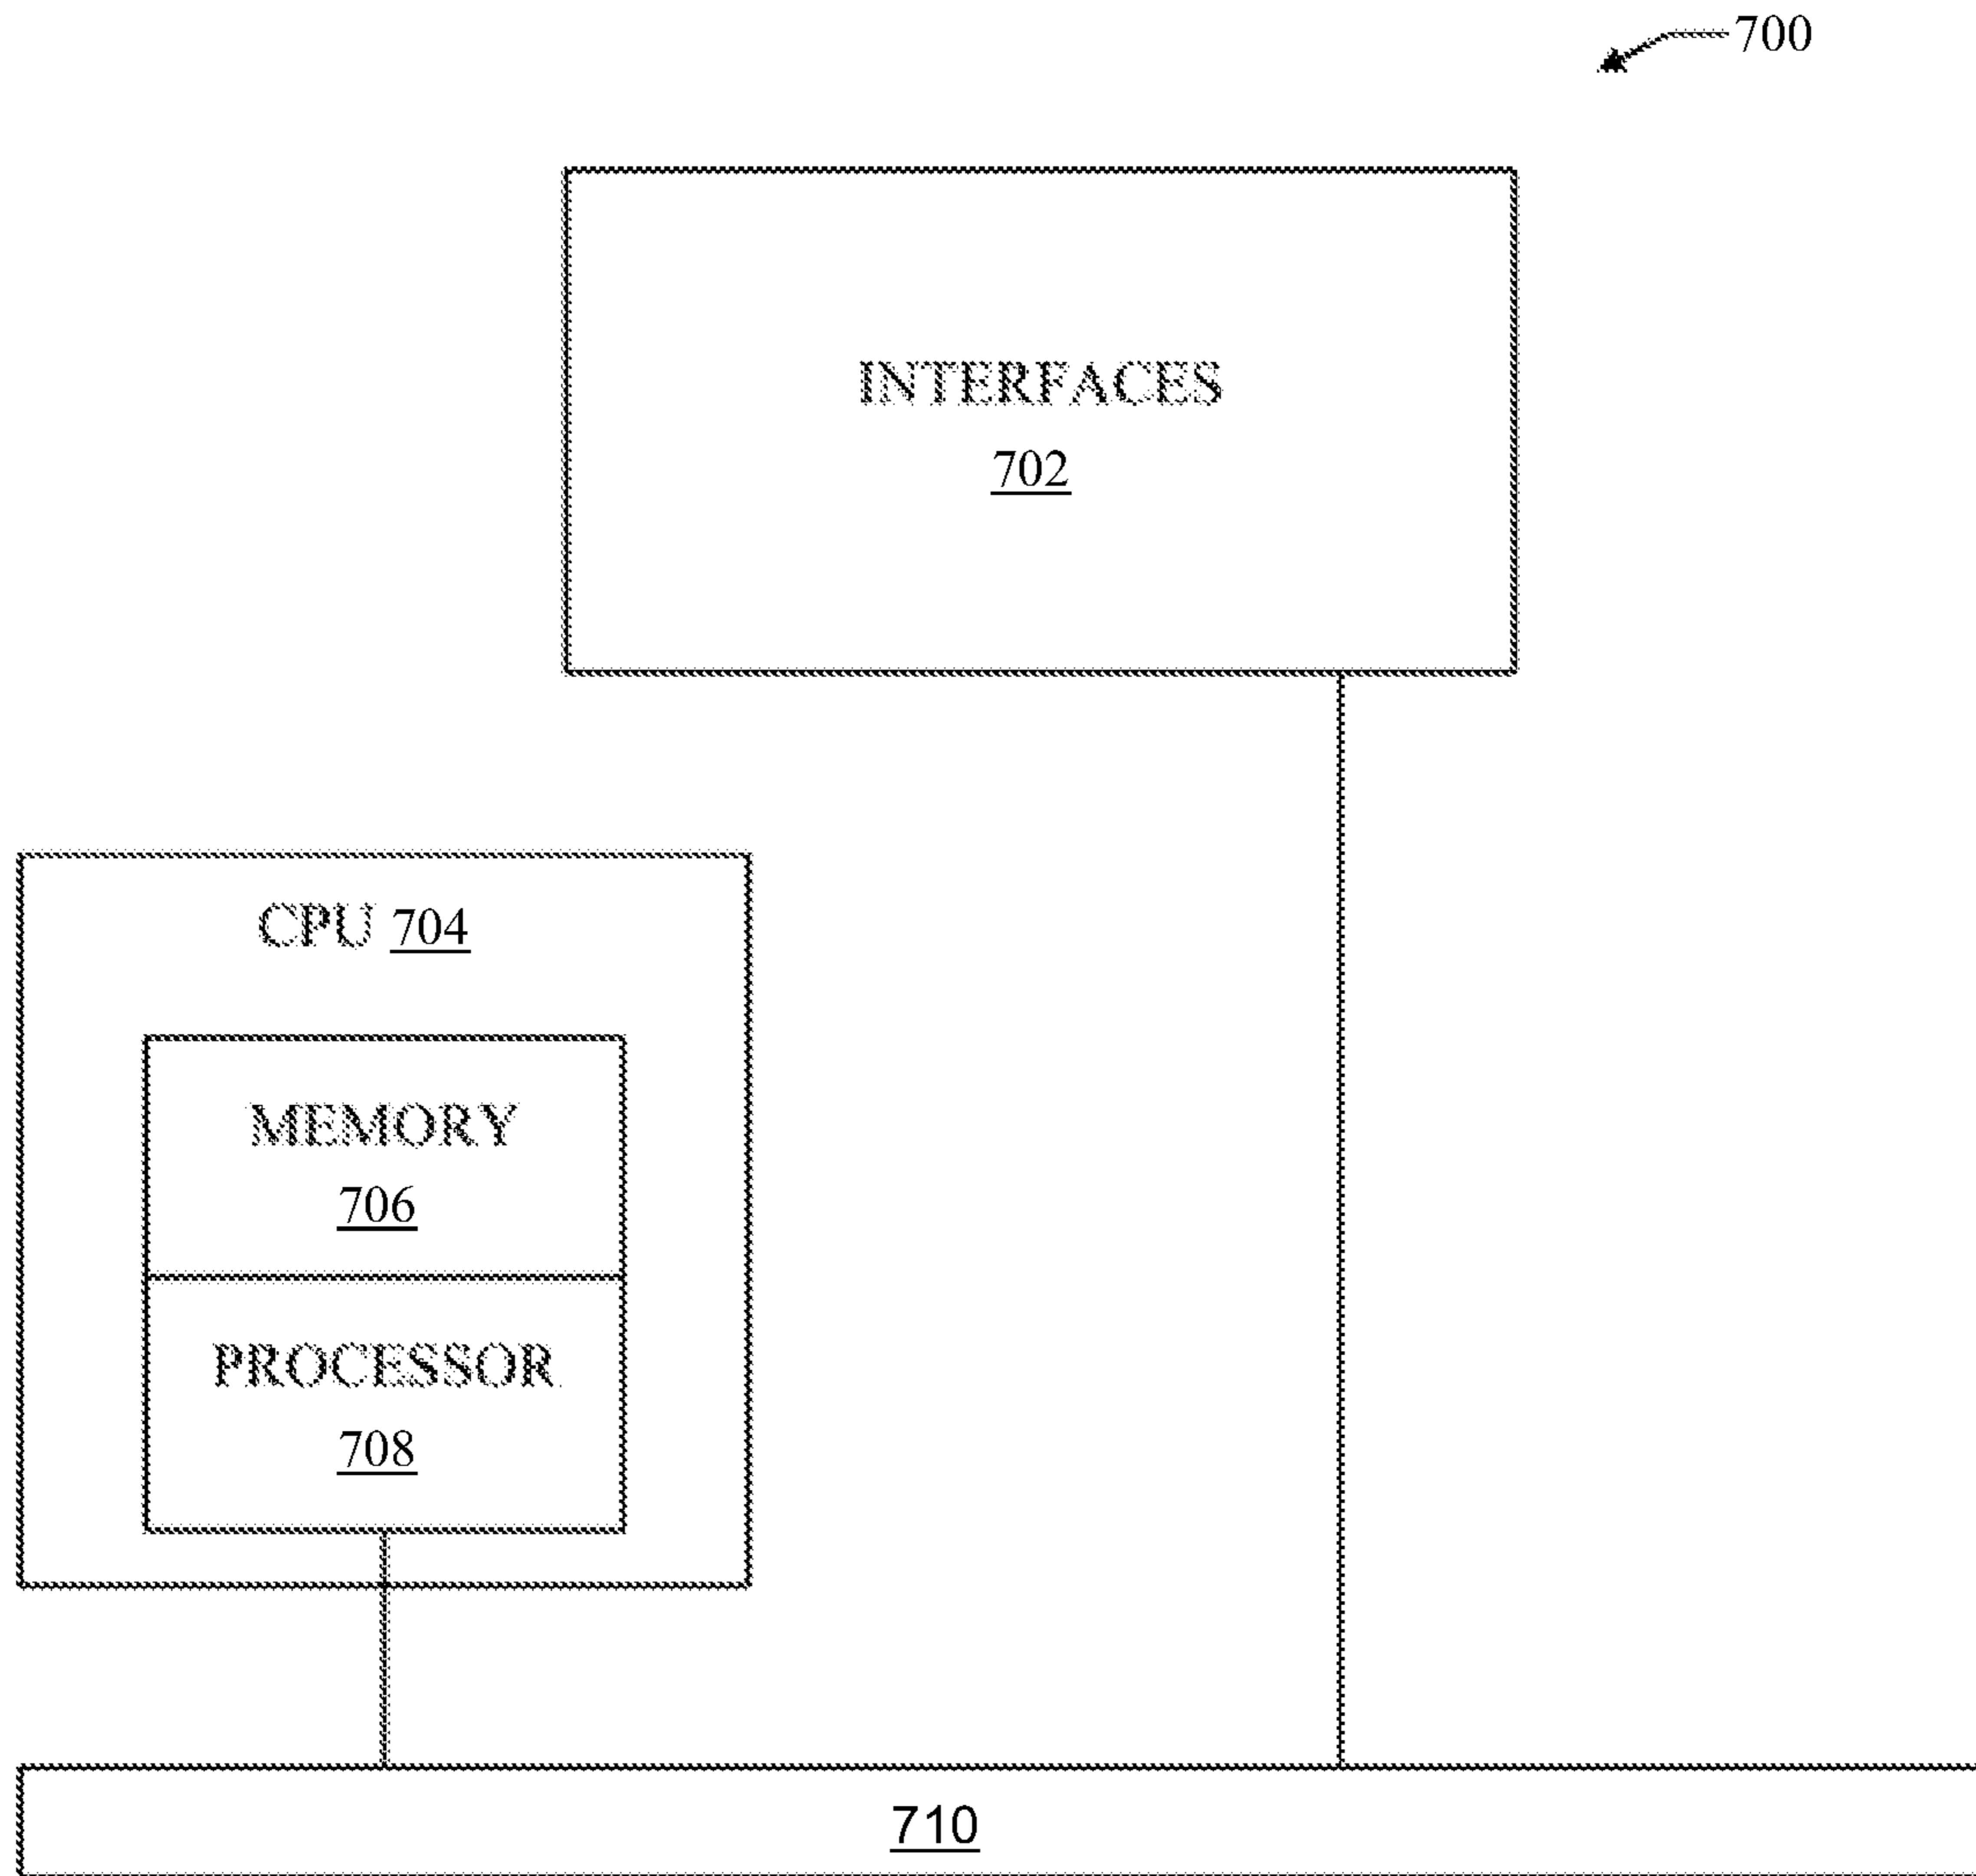 700
INTERFACES
702
CPU 704
MEMORY
706
PROCESSOR
708
710